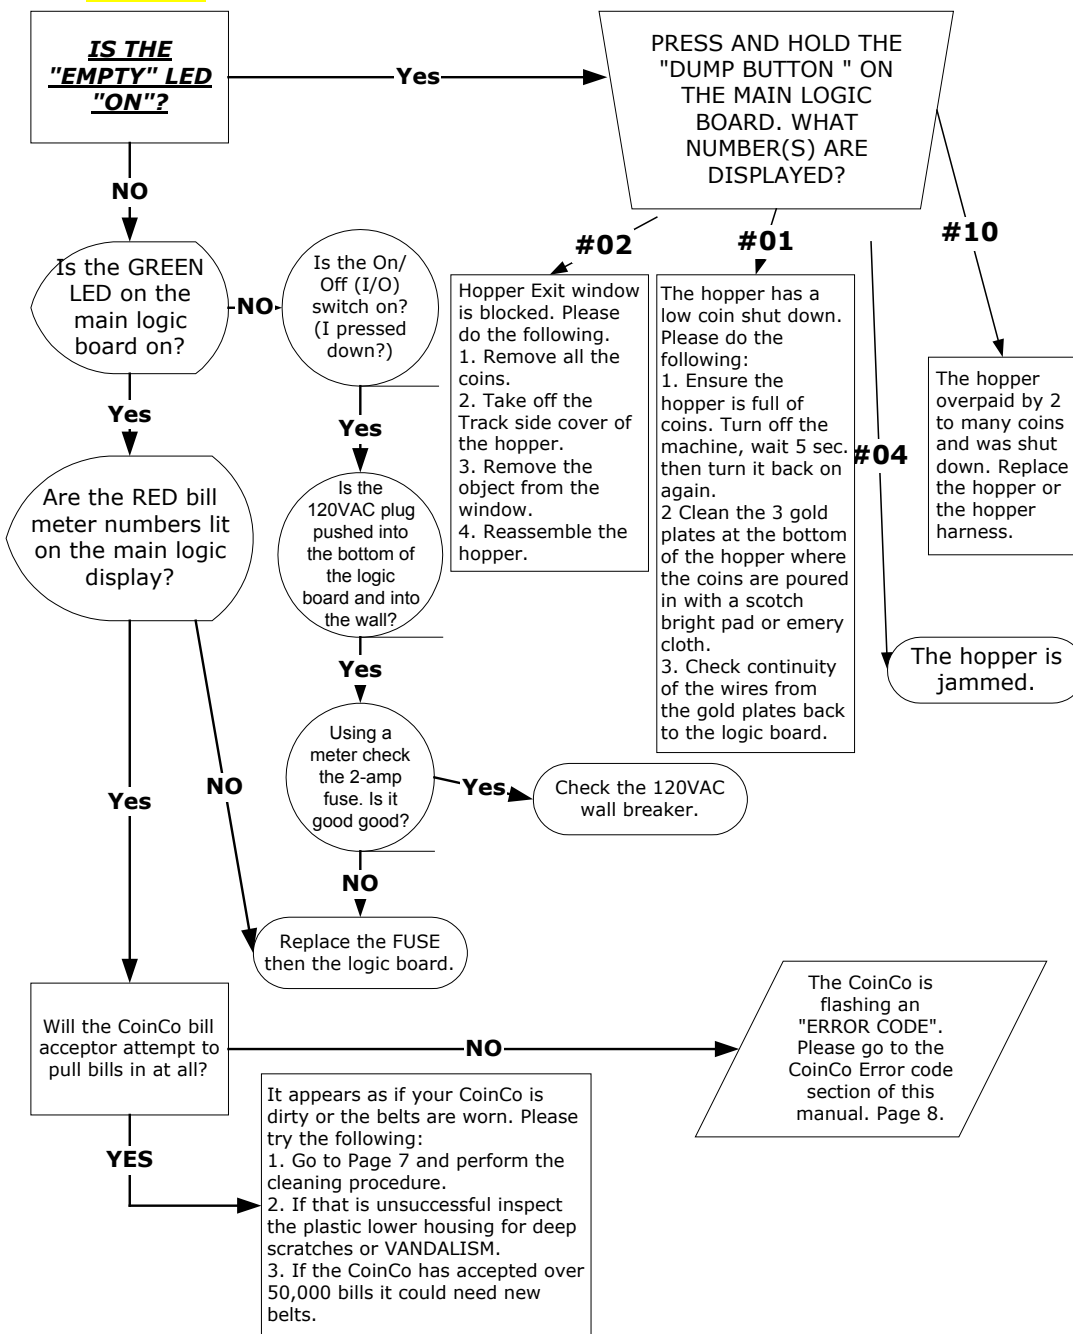 IS THE
"EMPTY" LED
"ON"?
Yes
PRESS AND HOLD THE
"DUMP BUTTON " ON
THE MAIN LOGIC
BOARD. WHAT
NUMBER(S) ARE
DISPLAYED?
NO
#02
#01
#10
#04
Is the GREEN
LED on the
main logic
board on?
NO
Is the On/
Off (I/O)
switch on?
(I pressed
down?)
Hopper Exit window
is blocked. Please
do the following.
1. Remove all the
coins.
2. Take off the
Track side cover of
the hopper.
3. Remove the
object from the
window.
4. Reassemble the
hopper.
The hopper has a
low coin shut down.
Please do the
following:
1. Ensure the
hopper is full of
coins. Turn off the
machine, wait 5 sec.
then turn it back on
again.
2 Clean the 3 gold
plates at the bottom
of the hopper where
the coins are poured
in with a scotch
bright pad or emery
cloth.
3. Check continuity
of the wires from
the gold plates back
to the logic board.
The hopper
overpaid by 2
to many coins
and was shut
down. Replace
the hopper or
the hopper
harness.
The hopper is
jammed.
Yes
Yes
Are the RED bill
meter numbers lit
on the main logic
display?
Is the
120VAC plug
pushed into
the bottom of
the logic
board and into
the wall?
Yes
Using a
meter check
the 2-amp
fuse. Is it
good good?
Yes
Check the 120VAC
wall breaker.
Yes
NO
NO
Replace the FUSE
then the logic board.
Will the CoinCo bill
acceptor attempt to
pull bills in at all?
NO
The CoinCo is
flashing an
"ERROR CODE".
Please go to the
CoinCo Error code
section of this
manual. Page 8.
YES
It appears as if your CoinCo is
dirty or the belts are worn. Please
try the following:
1. Go to Page 7 and perform the
cleaning procedure.
2. If that is unsuccessful inspect
the plastic lower housing for deep
scratches or VANDALISM.
3. If the CoinCo has accepted over
50,000 bills it could need new
belts.